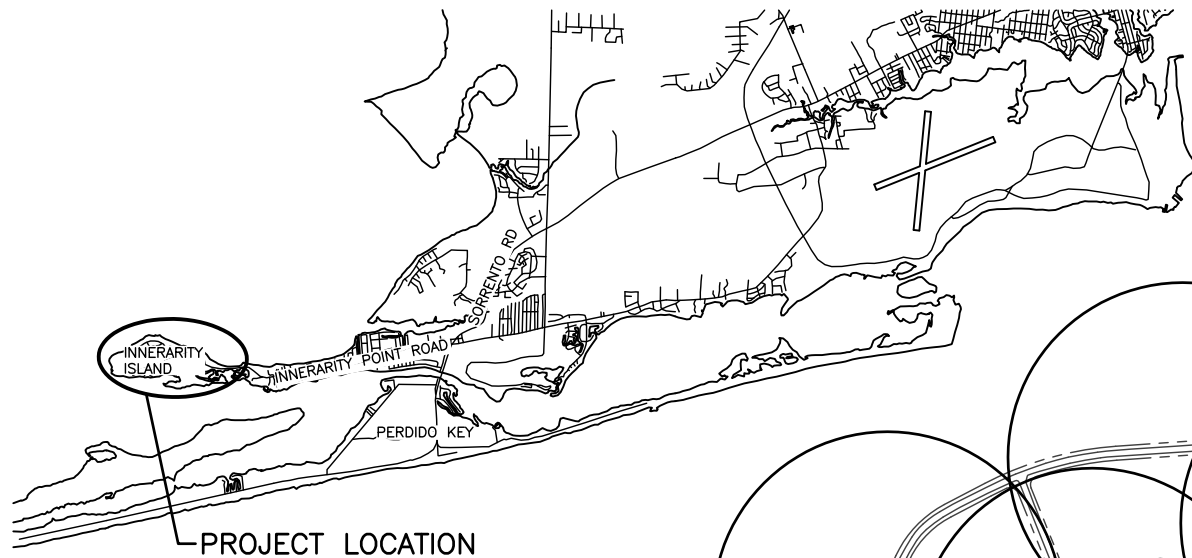 SORRENTO RD
INNERARITY
ISLAND
INNERARITY POINT ROAD
PERDIDO KEY
PROJECT LOCATION